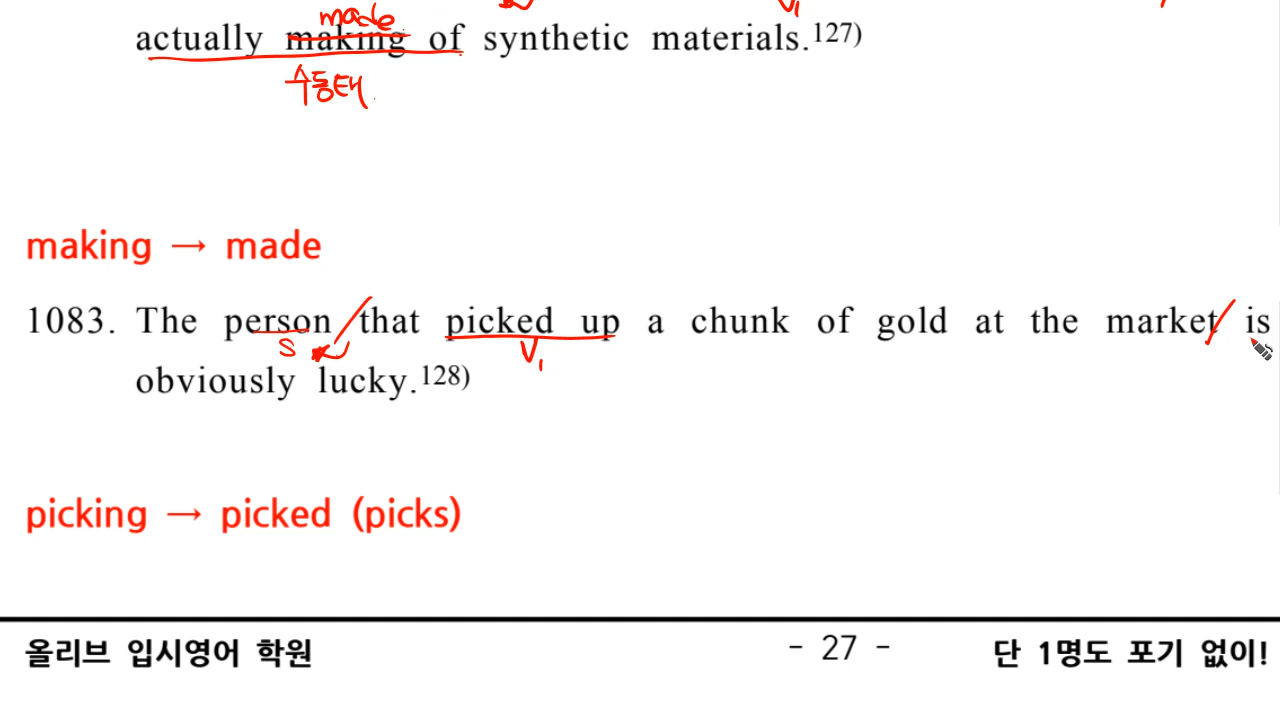 made
V₁
actually making of synthetic materials.127)
수동태
making → made
1083. The person that picked up a chunk of gold at the market is
S
V₁
obviously lucky.128)
picking → picked (picks)
올리브 입시영어 학원
- 27 -
단 1명도 포기 없이!